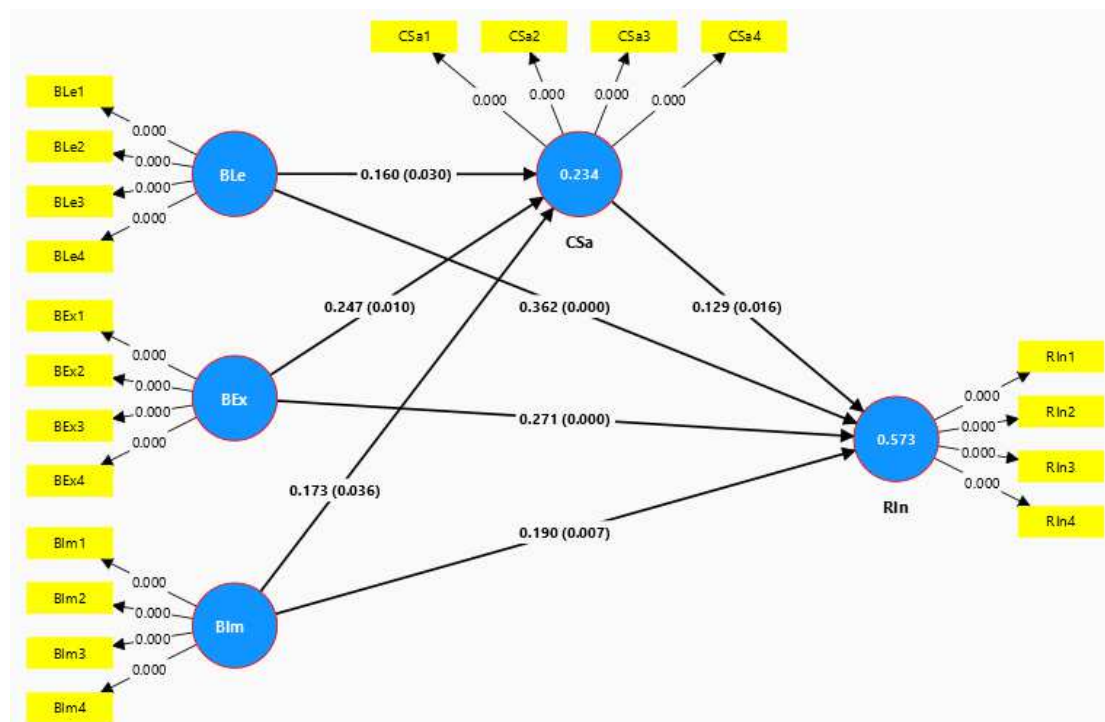 CSa1
CSa2
CSa3
CSa4
0.000
0.000
0.000
0.000
BLe1
BLe2
BLe3
BLe4
0.000
0.000
0.000
0.000
BLe
0.160 (0.030)
0.234
CSa
BEx1
BEx2
BEx3
BEx4
0.000
0.000
0.000
0.000
BEx
0.247 (0.010)
0.362 (0.000)
0.129 (0.016)
0.271 (0.000)
0.173 (0.036)
0.190 (0.007)
0.573
RIn
RIn1
RIn2
RIn3
RIn4
0.000
0.000
0.000
0.000
BIm1
BIm2
BIm3
BIm4
0.000
0.000
0.000
0.000
BIm